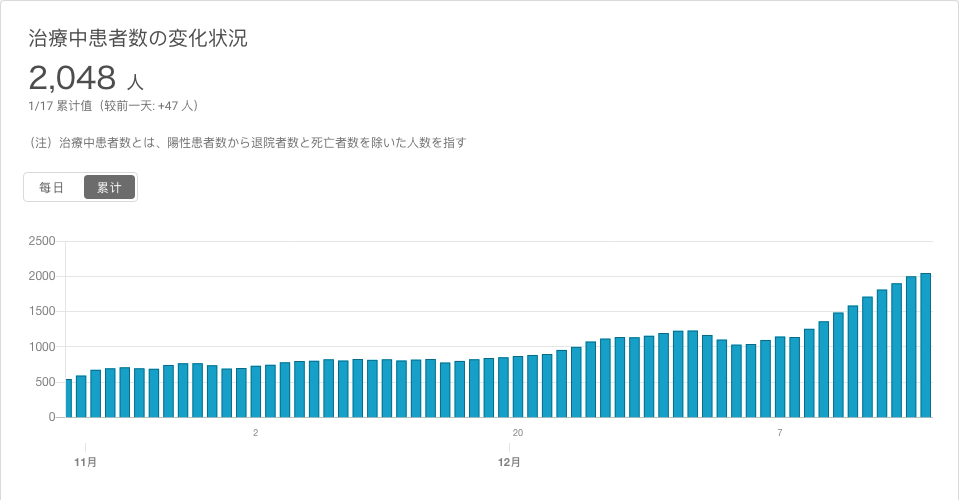 治療中患者数の変化状況
2,048 人
1/17 累计值（较前一天: +47 人）
（注）治療中患者数とは、陽性患者数から退院者数と死亡者数を除いた人数を指す
每日 累计
2500
2000
1500
1000
500
0
2 20 7
11月 12月